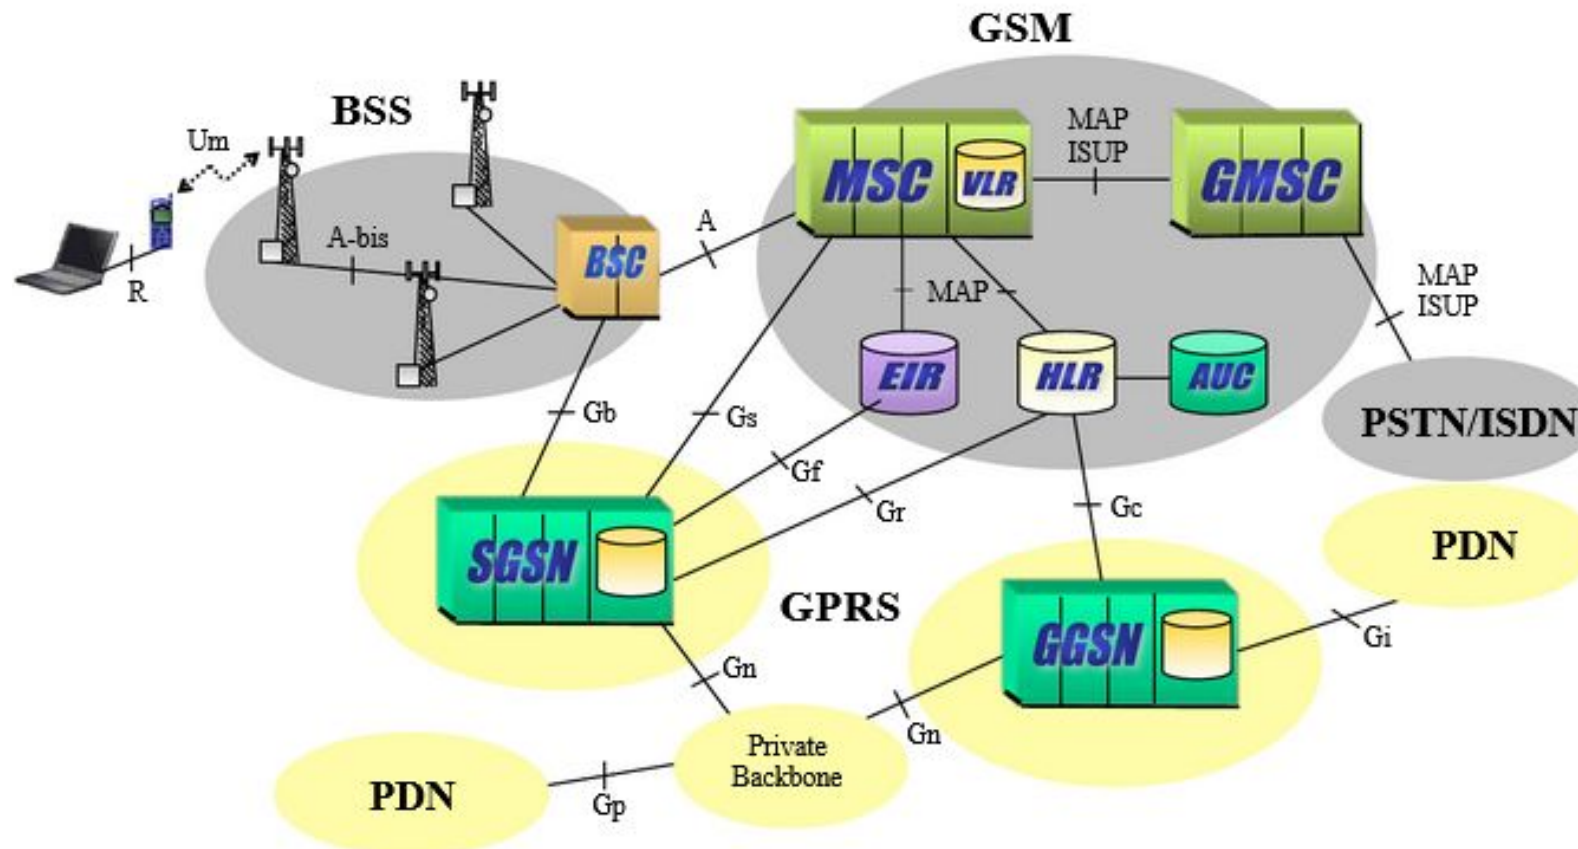 GSM
BSS
Um
MAP
ISUP
MSC
VLR
GMSC
A
A-bis
BSC
R
MAP
MAP
ISUP
EIR
HLR
AUC
Gb
Gs
PSTN/ISDN
Gf
Gr
Gc
SGSN
PDN
GPRS
GGSN
Gi
Gn
Gn
Private
Backbone
PDN
Gp